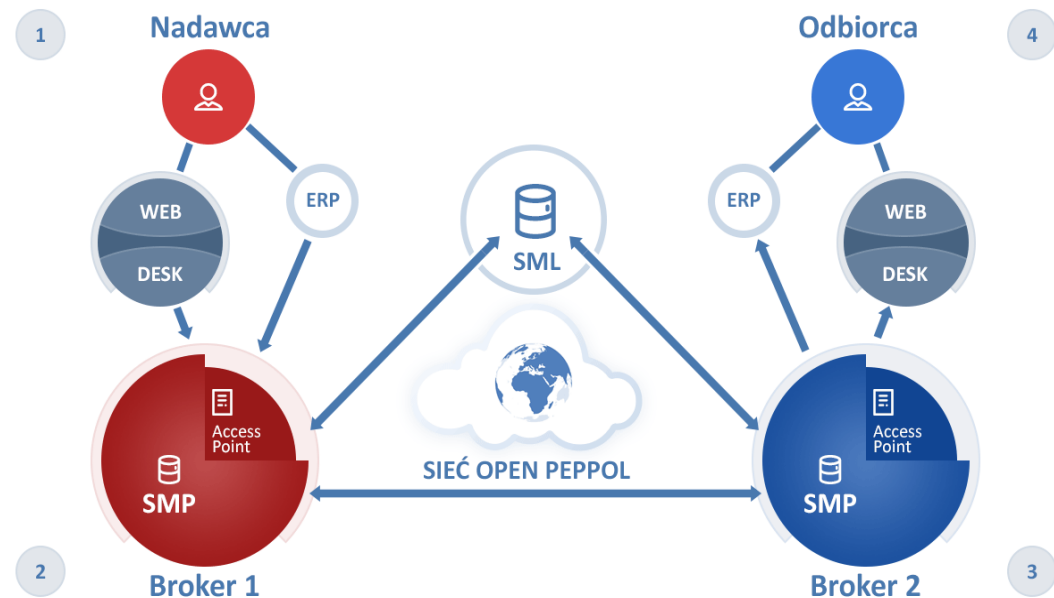 1
Nadawca
Odbiorca
4
WEB
DESK
ERP
SML
ERP
WEB
DESK
Access
Point
SMP
SIEĆ OPEN PEPPOL
Access
Point
SMP
2
Broker 1
Broker 2
3